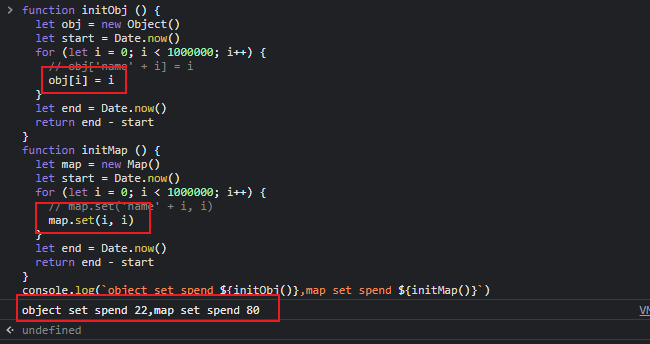 function initObj () {
let obj = new Object()
let start = Date.now()
for (let i = 0; i < 1000000; i++) {
// obj['name' + i] = i
obj[i] = i
}
let end = Date.now()
return end - start
}
function initMap () {
let map = new Map()
let start = Date.now()
for (let i = 0; i < 1000000; i++) {
// map.set('name' + i, i)
map.set(i, i)
}
let end = Date.now()
return end - start
}
console.log(`object set spend ${initObj()},map set spend ${initMap()}`)
object set spend 22,map set spend 80
VM
undefined